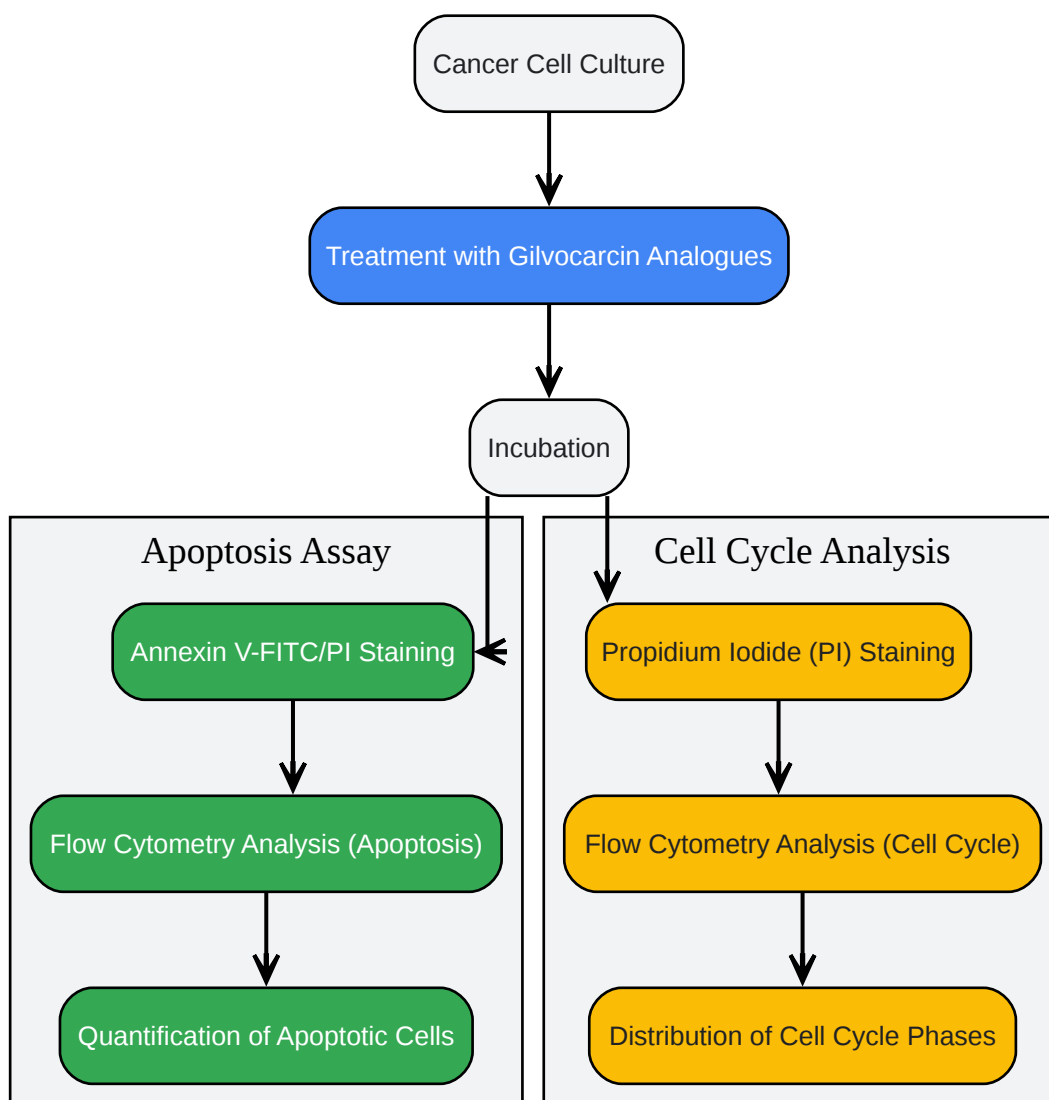 Cancer Cell Culture
Treatment with Gilvocarcin Analogues
Incubation
Apoptosis Assay
Annexin V-FITC/PI Staining
Flow Cytometry Analysis (Apoptosis)
Quantification of Apoptotic Cells
Cell Cycle Analysis
Propidium Iodide (PI) Staining
Flow Cytometry Analysis (Cell Cycle)
Distribution of Cell Cycle Phases